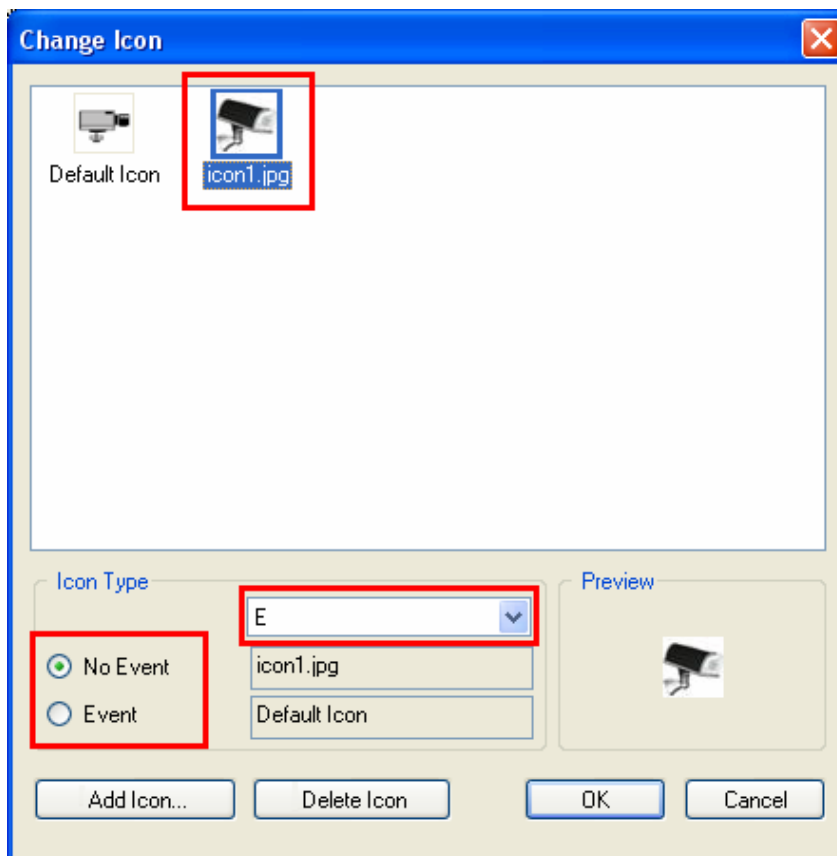 Change Icon
Default Icon
icon1.jpg
Icon Type
Preview
E
No Event
icon1.jpg
Event
Default Icon
Add Icon...
Delete Icon
OK
Cancel